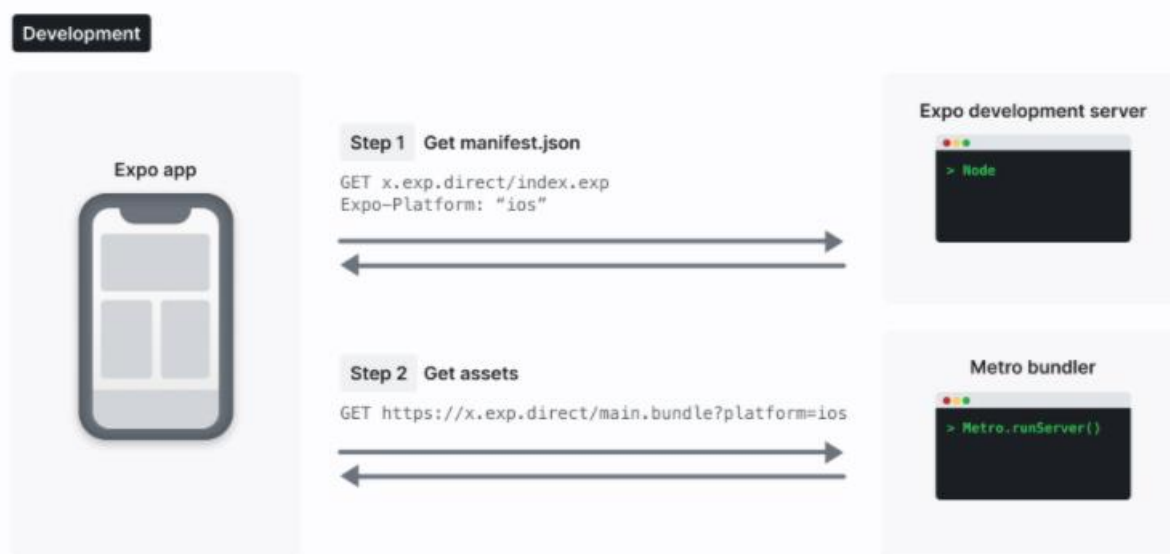 Development
Expo app
Step 1 Get manifest.json
GET x.exp.direct/index.exp
Expo-Platform: “ios”
Step 2 Get assets
GET https://x.exp.direct/main.bundle?platform=ios
Expo development server
> Node
Metro bundler
> Metro.runServer()